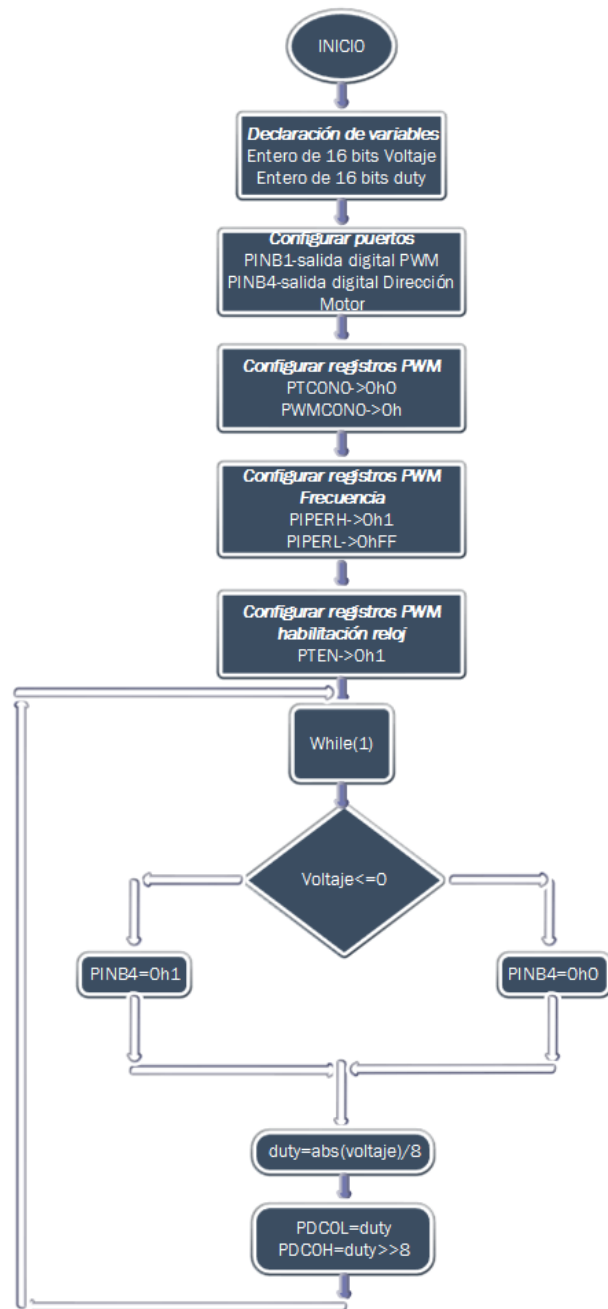 INICIO
Declaración de variables
Entero de 16 bits Voltaje
Entero de 16 bits duty
Configurar puertos
PINB1-salida digital PWM
PINB4-salida digital Dirección
Motor
Configurar registros PWM
PTCON0->0h0
PWMCON0->0h
Configurar registros PWM
Frecuencia
PIPERH->0h1
PIPERL->0hFF
Configurar registros PWM
habilitación reloj
PTEN->0h1
While(1)
Voltaje<=0
PINB4=0h1
PINB4=0h0
duty=abs(voltaje)/8
PDC0L=duty
PDC0H=duty>>8